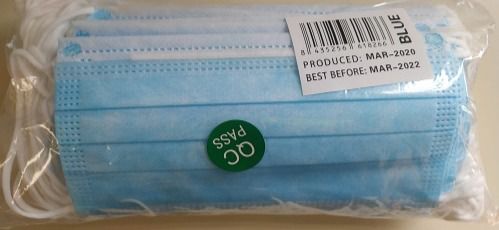 BLUE
8 435256 618266
PRODUCED: MAR-2020
BEST BEFORE: MAR-2022
QC
PASS